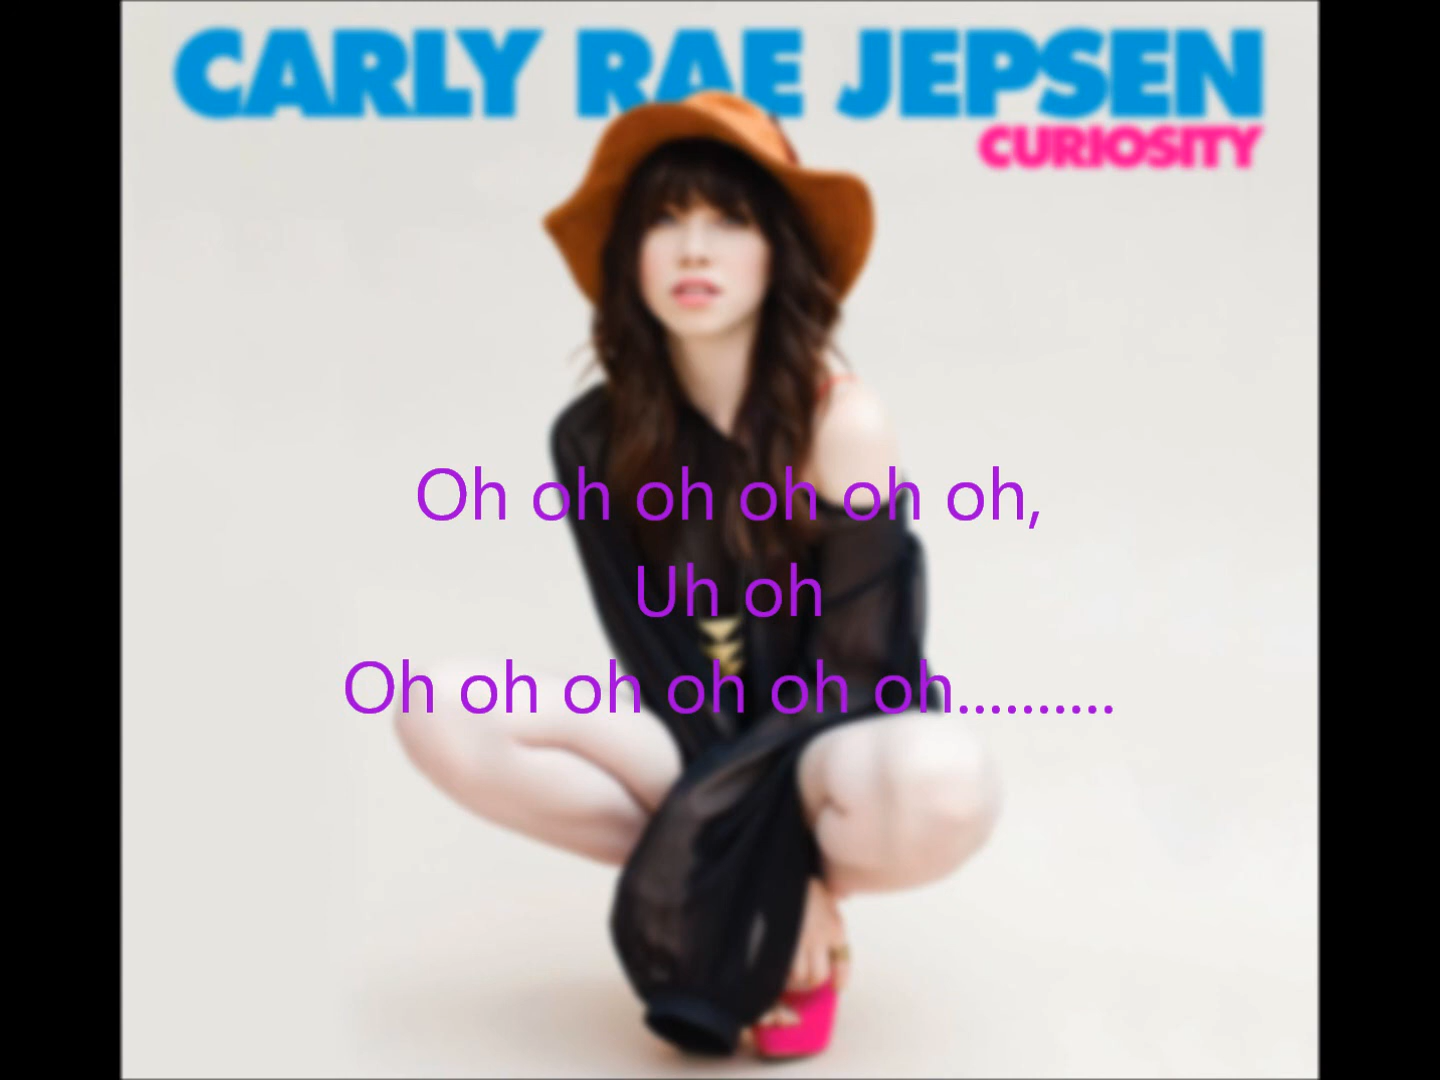 CARLY RAE JEPSEN
CURIOSITY
Oh oh oh oh oh oh,
Uh oh
Oh oh oh oh oh oh..........